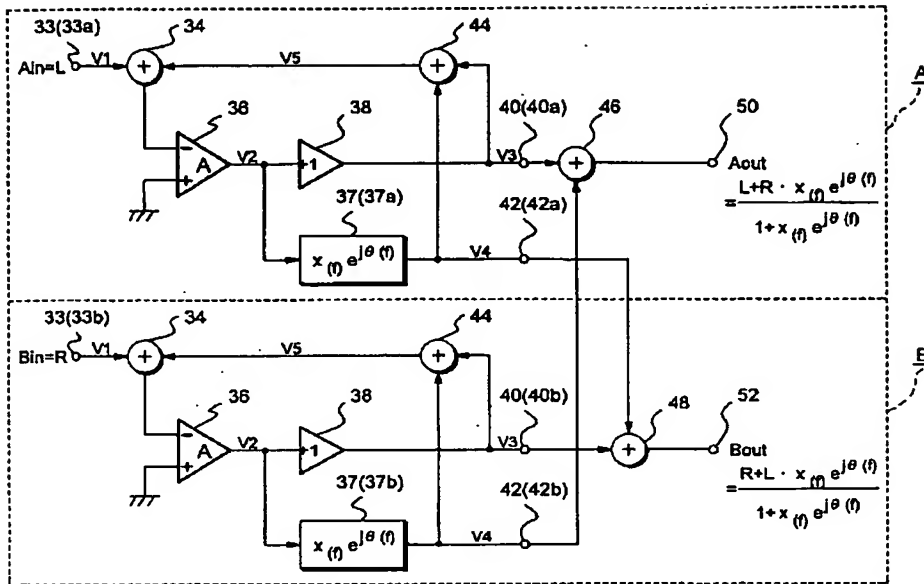 33(33a) 34 44
Ain=L V1 + V5 +
A
36 38 40(40a) 46 50
- A + V2 +1 V3 + Aout
37(37a) 42(42a) = L+R · x(f) e^jθ(f) / 1+x(f) e^jθ(f)
x(f) e^jθ(f) V4
33(33b) 34 44
Bin=R V1 + V5 +
B
36 38 40(40b) 48 52
- A + V2 +1 V3 + Bout
37(37b) 42(42b) = R+L · x(f) e^jθ(f) / 1+x(f) e^jθ(f)
x(f) e^jθ(f) V4